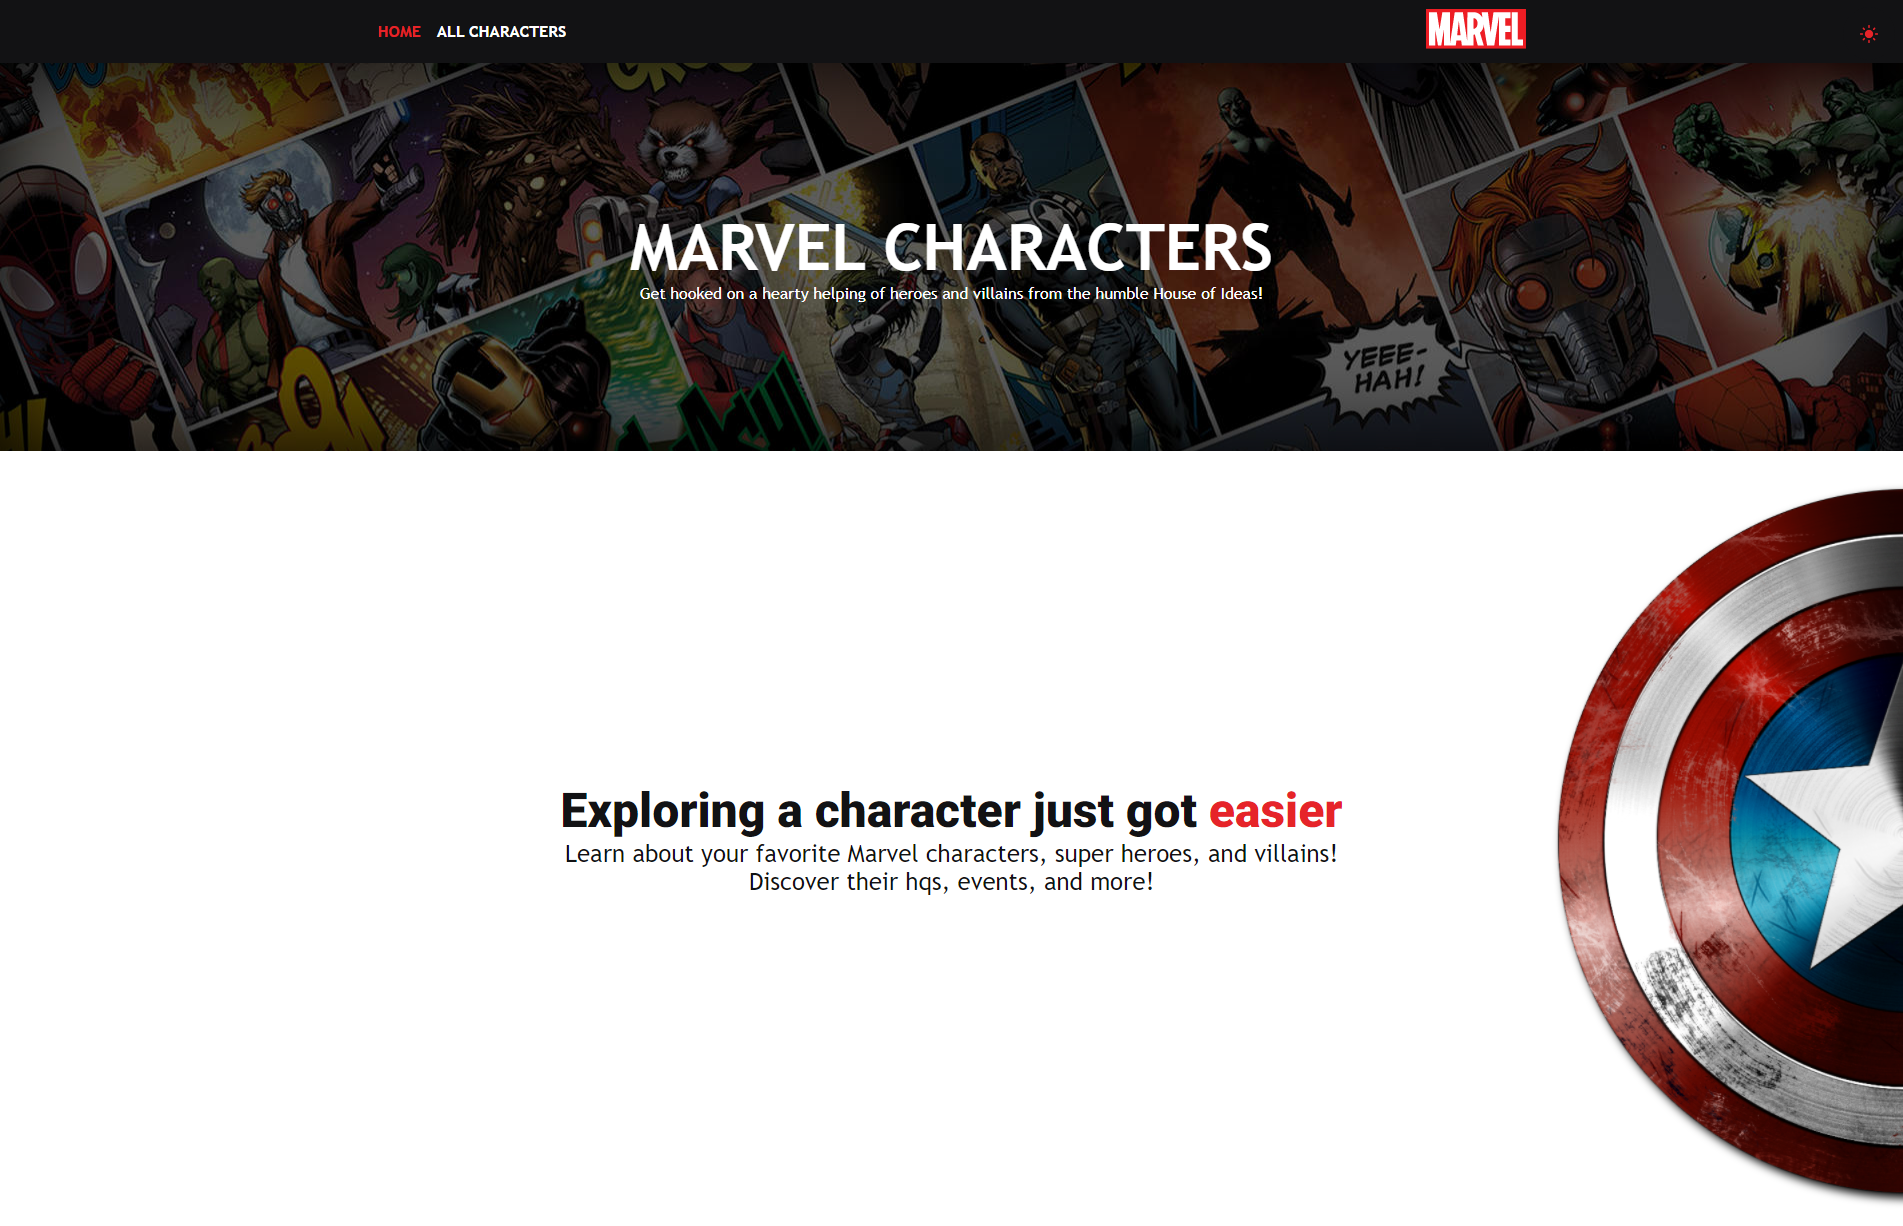 HOME ALL CHARACTERS
MARVEL
MARVEL CHARACTERS
Get hooked on a hearty helping of heroes and villains from the humble House of Ideas!
YEEE-
HAH!
Exploring a character just got easier
Learn about your favorite Marvel characters, super heroes, and villains!
Discover their hqs, events, and more!